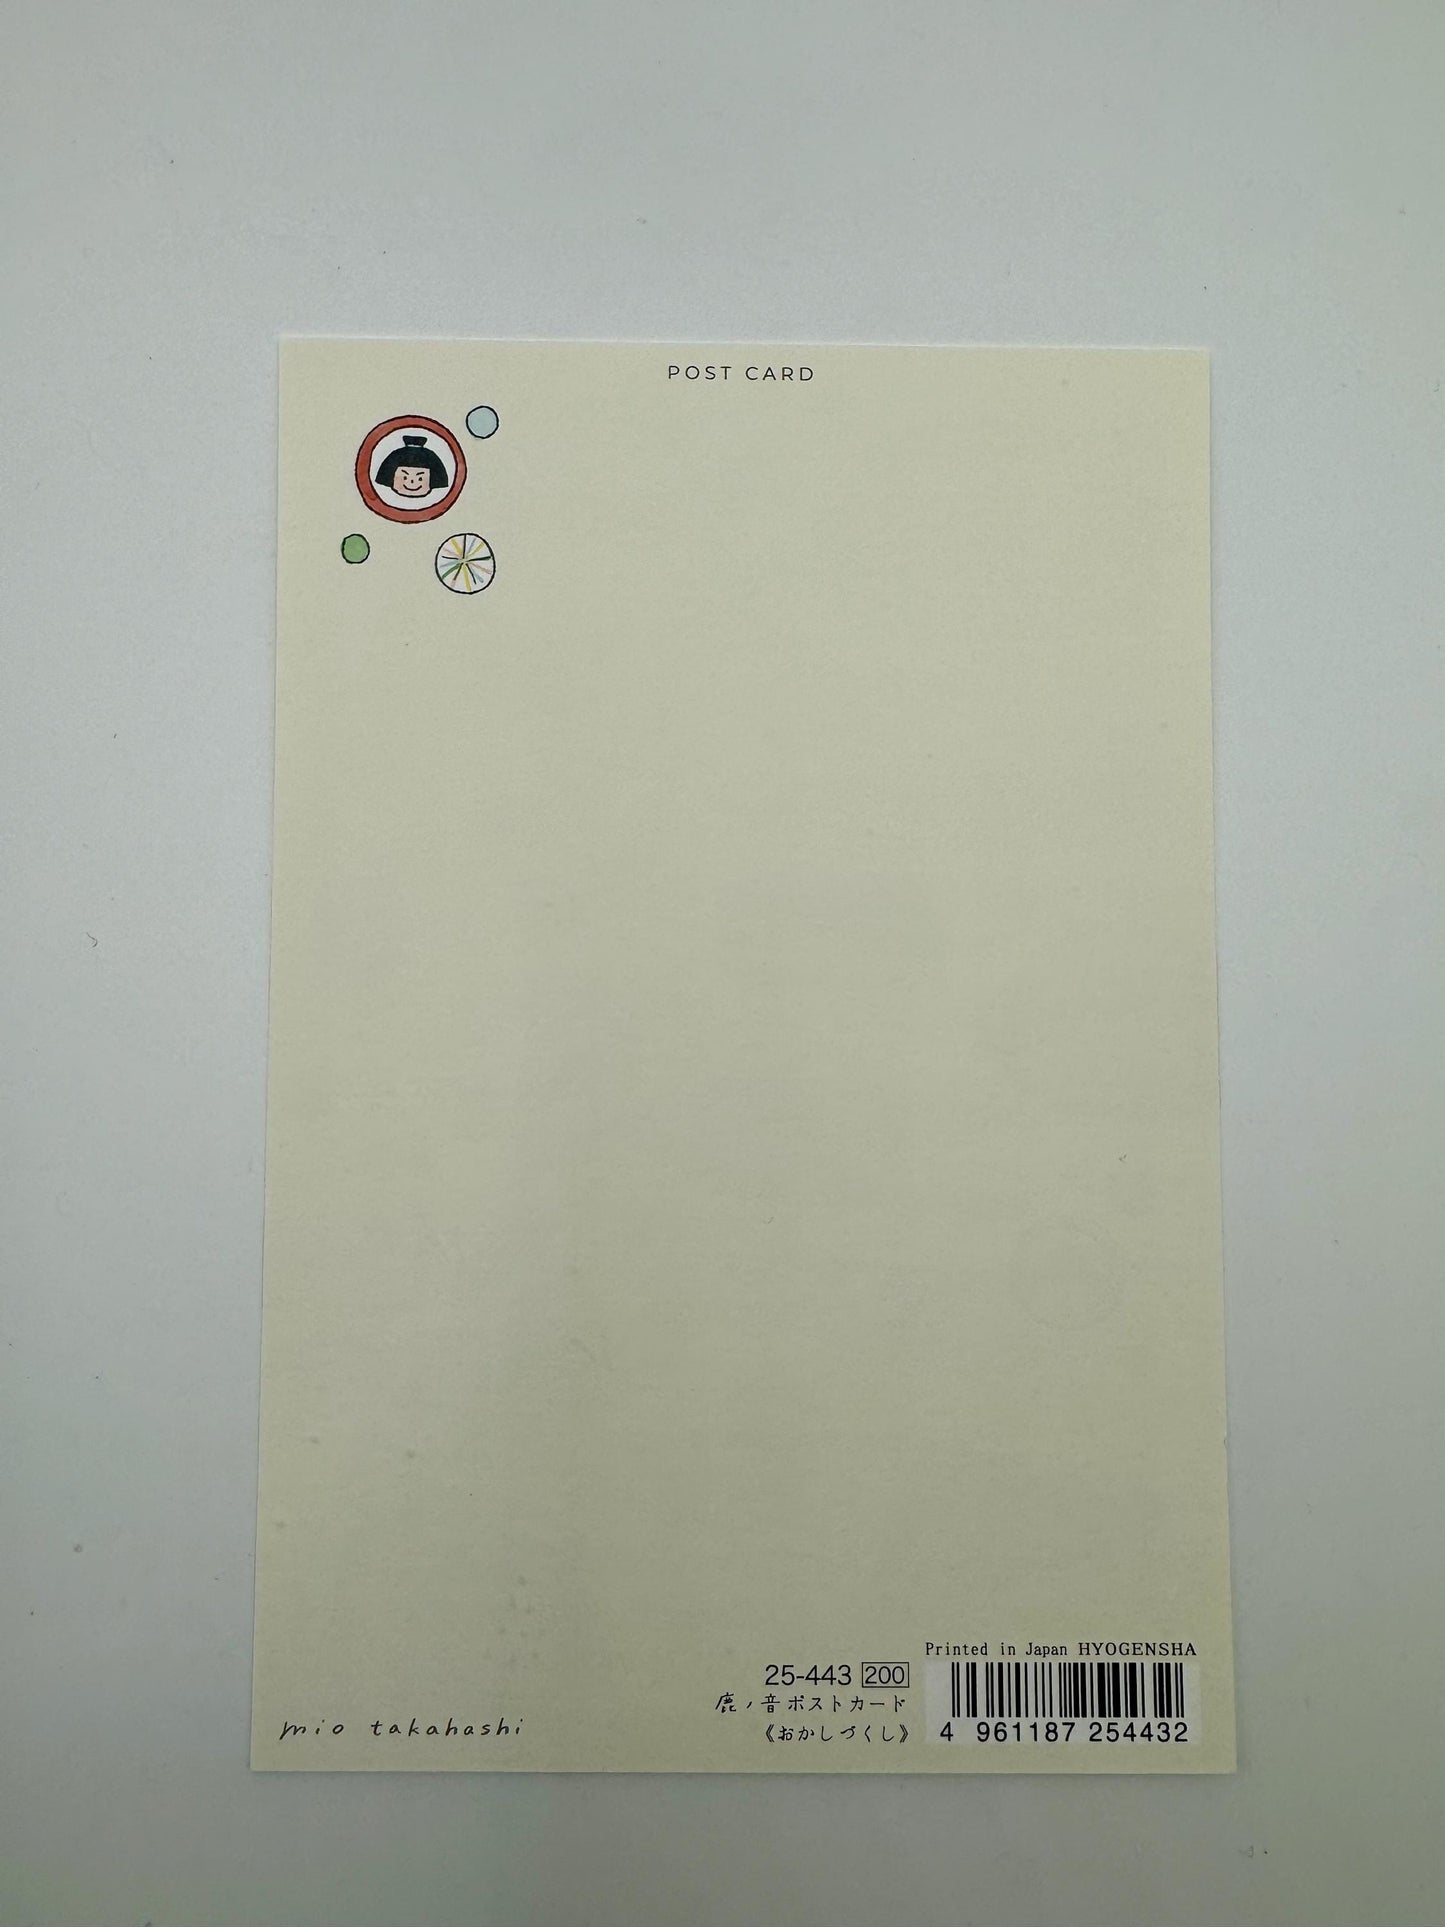 POST CARD
mio takahashi
25-443 200
鹿ノ音ポストカード
《おかしづくし》
Printed in Japan HYOGENSHA
4 961187 254432